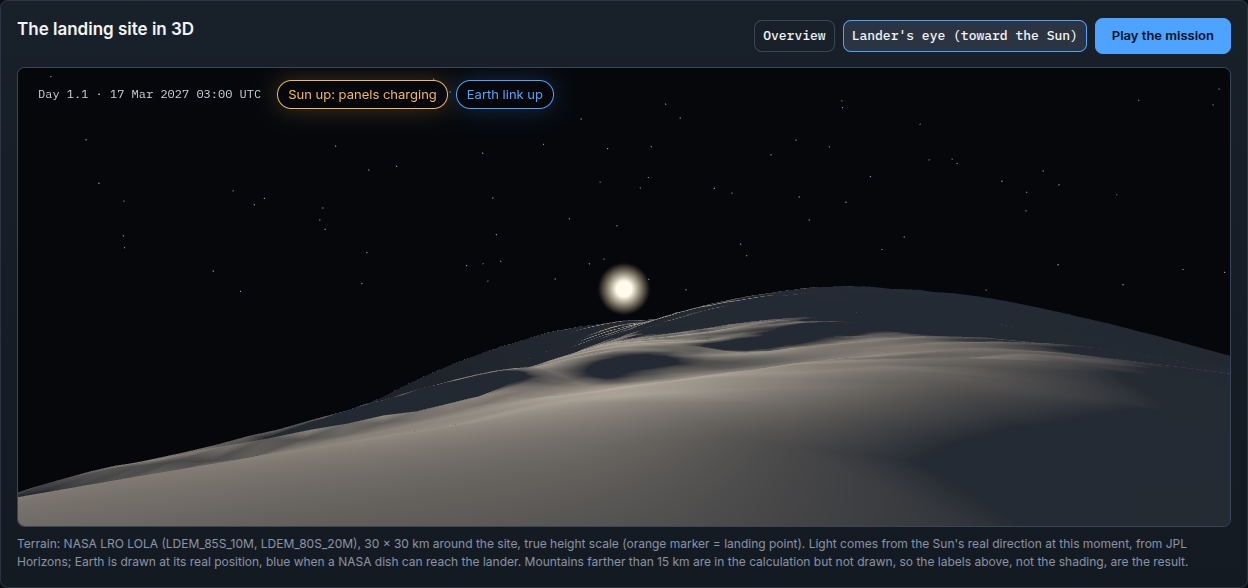 The landing site in 3D
Overview
Lander's eye (toward the Sun)
Play the mission
Day 1.1 · 17 Mar 2027 03:00 UTC
Sun up: panels charging
Earth link up
Terrain: NASA LRO LOLA (LDEM_85S_10M, LDEM_80S_20M), 30 × 30 km around the site, true height scale (orange marker = landing point). Light comes from the Sun's real direction at this moment, from JPL
Horizons; Earth is drawn at its real position, blue when a NASA dish can reach the lander. Mountains farther than 15 km are in the calculation but not drawn, so the labels above, not the shading, are the result.